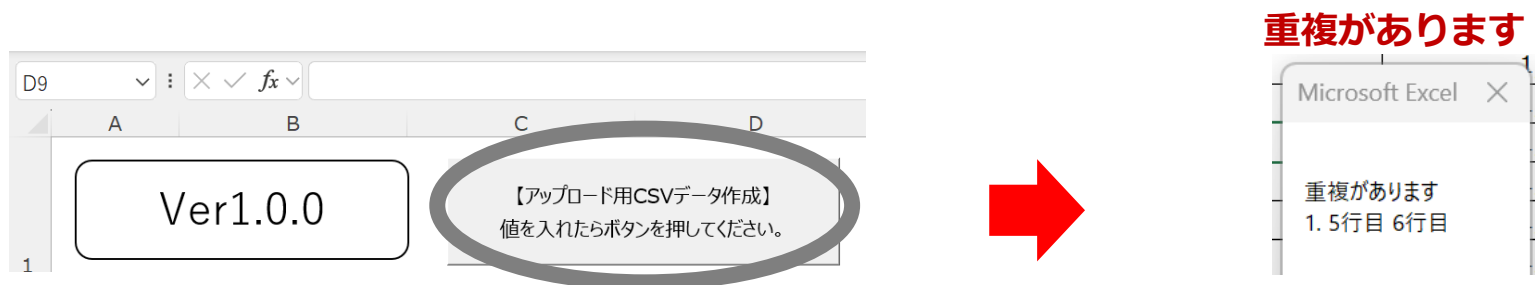 重複があります
D9
fx
A B C D
Ver1.0.0
【アップロード用CSVデータ作成】
値を入れたらボタンを押してください。
1
1
Microsoft Excel
重複があります
1. 5行目 6行目